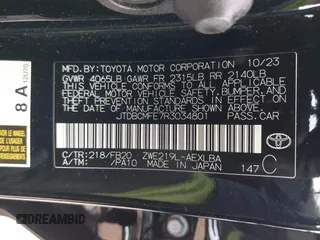 MFD. BY: TOYOTA MOTOR CORPORATION 10/23
GVWR 4065LB GAWR FR 2315LB RR 2140LB
THIS VEHICLE CONFORMS TO ALL APPLICABLE
FEDERAL MOTOR VEHICLE SAFETY, BUMPER, AND
THEFT PREVENTION STANDARDS IN EFFECT ON
THE DATE OF MANUFACTURE SHOWN ABOVE.
JTDBCMFE7R3034801 PASS.CAR
C/TR: 218/FB20 ZWE219L-AEXLBA
/PA10 MADE IN JAPAN
147 C
TOYOTA
8 A
DREAMBID